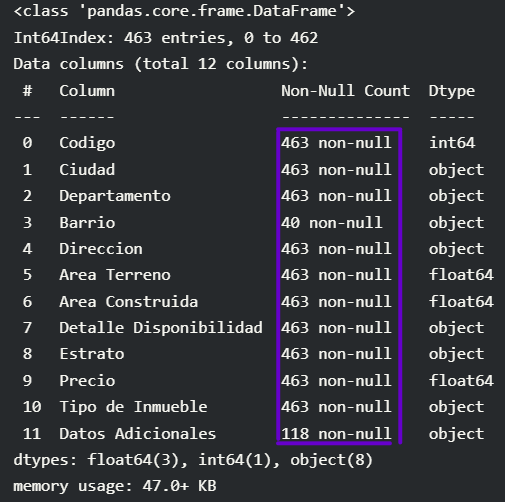 <class 'pandas.core.frame.DataFrame'>
Int64Index: 463 entries, 0 to 462
Data columns (total 12 columns):
 #   Column                  Non-Null Count  Dtype
---  ------                  --------------  -----
 0   Codigo                  463 non-null    int64
 1   Ciudad                  463 non-null    object
 2   Departamento            463 non-null    object
 3   Barrio                  40 non-null     object
 4   Direccion               463 non-null    object
 5   Area Terreno            463 non-null    float64
 6   Area Construida         463 non-null    float64
 7   Detalle Disponibilidad  463 non-null    object
 8   Estrato                 463 non-null    object
 9   Precio                  463 non-null    float64
 10  Tipo de Inmueble        463 non-null    object
 11  Datos Adicionales       118 non-null    object
dtypes: float64(3), int64(1), object(8)
memory usage: 47.0+ KB